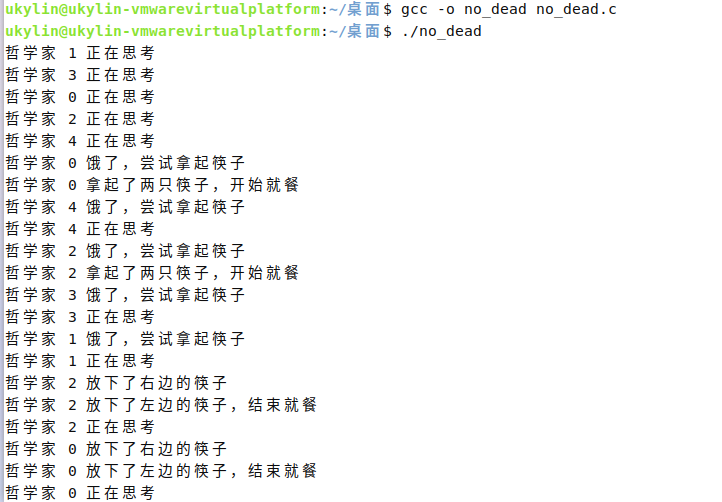 ukylin@ukylin-vmwarevirtualplatform:~/桌面$ gcc -o no_dead no_dead.c
ukylin@ukylin-vmwarevirtualplatform:~/桌面$ ./no_dead
哲学家 1 正在思考
哲学家 3 正在思考
哲学家 0 正在思考
哲学家 2 正在思考
哲学家 4 正在思考
哲学家 0 饿了，尝试拿起筷子
哲学家 0 拿起了两只筷子，开始就餐
哲学家 4 饿了，尝试拿起筷子
哲学家 4 正在思考
哲学家 2 饿了，尝试拿起筷子
哲学家 2 拿起了两只筷子，开始就餐
哲学家 3 饿了，尝试拿起筷子
哲学家 3 正在思考
哲学家 1 饿了，尝试拿起筷子
哲学家 1 正在思考
哲学家 2 放下了右边的筷子
哲学家 2 放下了左边的筷子，结束就餐
哲学家 2 正在思考
哲学家 0 放下了右边的筷子
哲学家 0 放下了左边的筷子，结束就餐
哲学家 0 正在思考